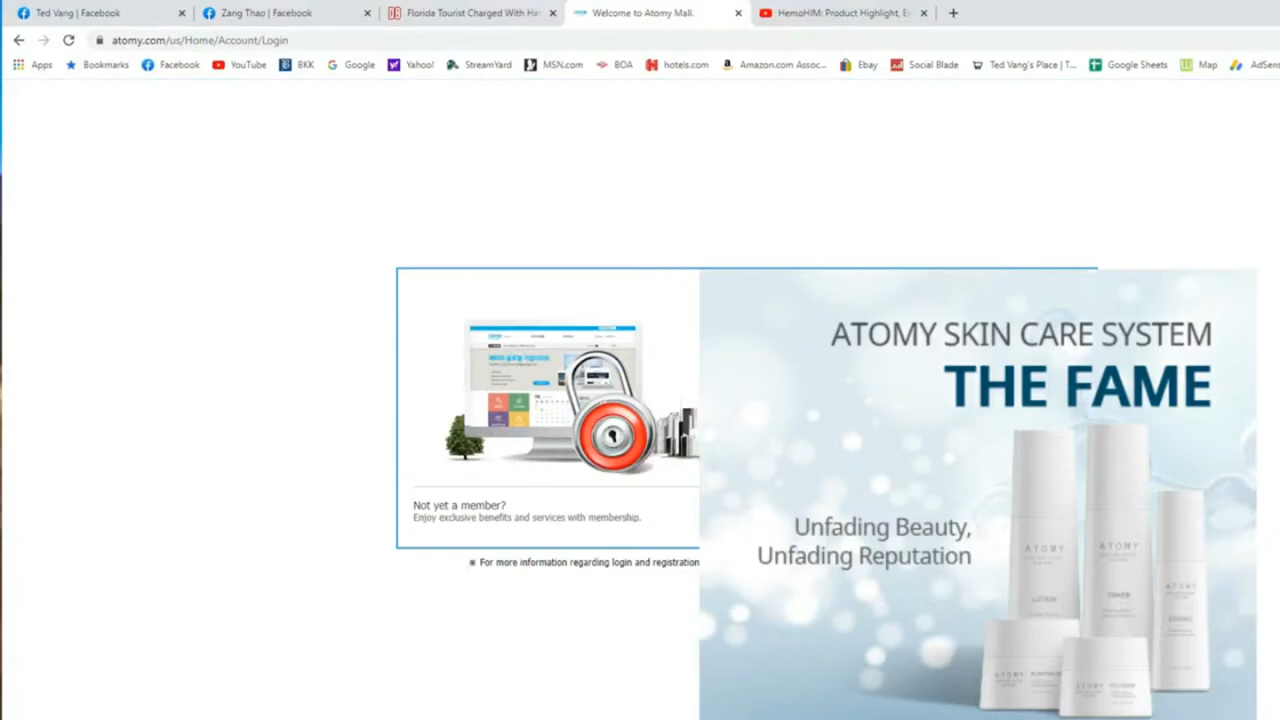 Ted Vang | Facebook
Zang Thao | Facebook
Florida Tourist Charged With Ha
Welcome to Atomy Mall.
HemoHIM: Product Highlight, E
atomy.com/us/Home/Account/Login
Apps Bookmarks Facebook YouTube BKK Google Yahoo! StreamYard MSN.com BOA hotels.com Amazon.com Assoc... Ebay Social Blade Ted Vang's Place | T... Google Sheets Map AdSen
ATOMY SKIN CARE SYSTEM
THE FAME
Not yet a member?
Enjoy exclusive benefits and services with membership.
For more information regarding login and registration
Unfading Beauty,
Unfading Reputation
ATOMY
ATOMY
ATOMY
TONER
ATOMY
ATOMY